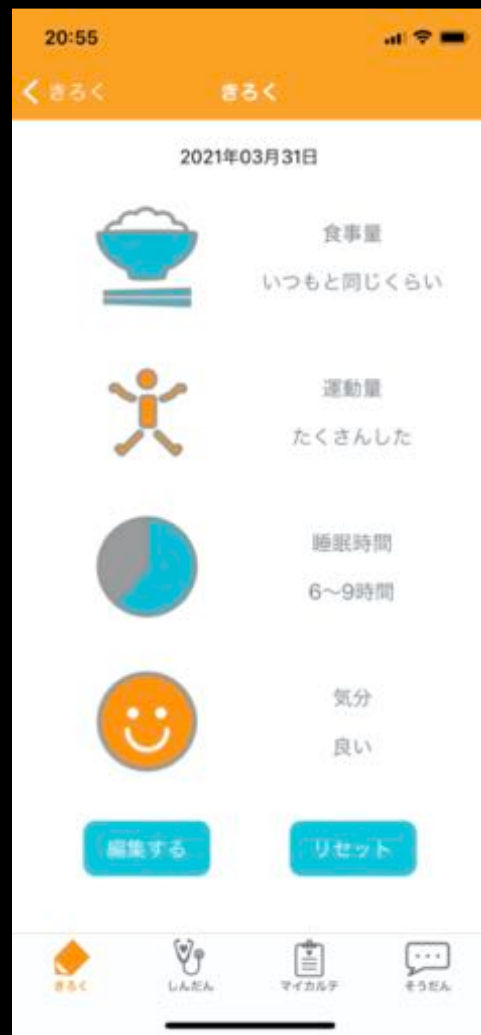 20:55
きろく きろく
2021年03月31日
食事量
いつもと同じくらい
運動量
たくさんした
睡眠時間
6〜9時間
気分
良い
編集する リセット
きろく しんだん マイカルテ そうだん